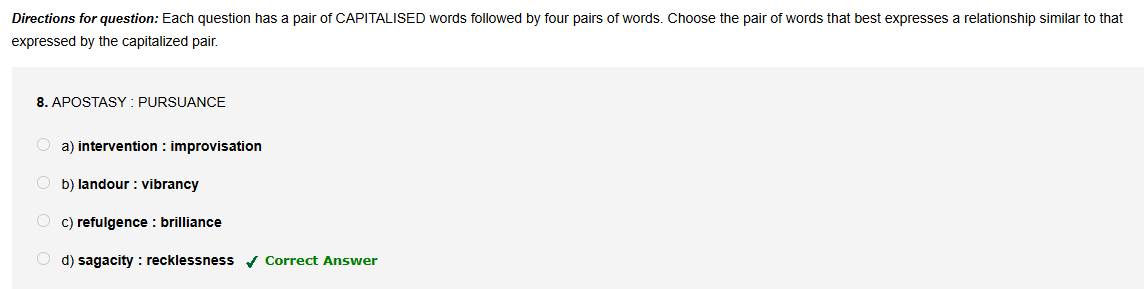 Directions for question: Each question has a pair of CAPITALISED words followed by four pairs of words. Choose the pair of words that best expresses a relationship similar to that
expressed by the capitalized pair.
8. APOSTASY : PURSUANCE
a) intervention : improvisation
b) landour : vibrancy
c) refulgence : brilliance
d) sagacity : recklessness ✓ Correct Answer